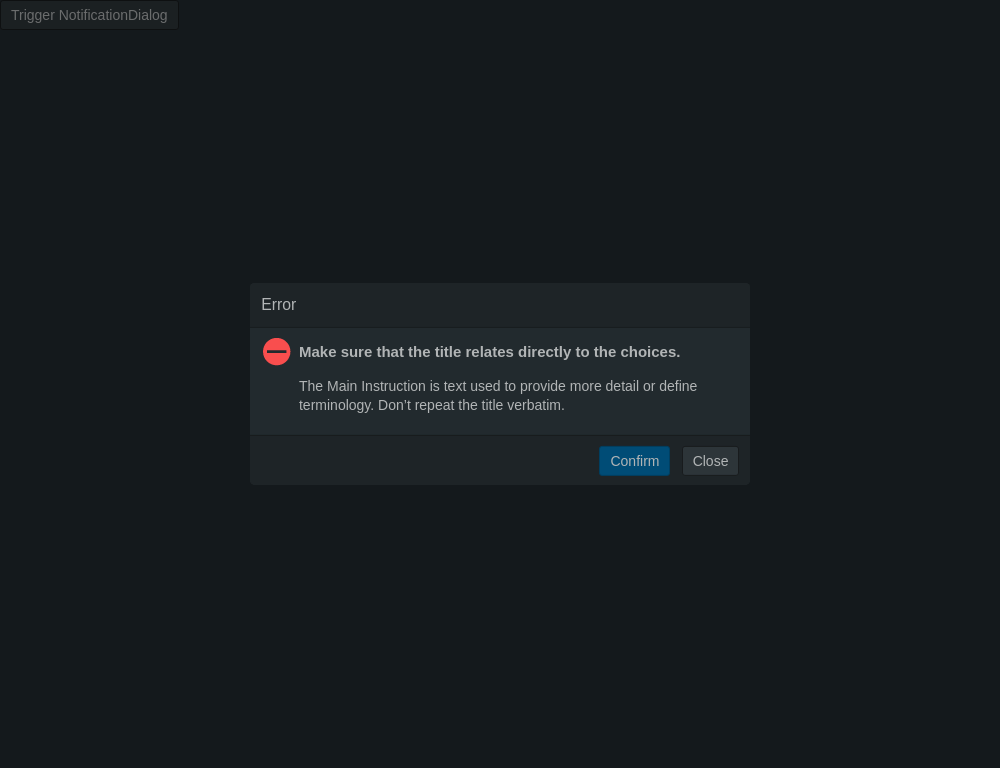 Trigger NotificationDialog
Error
Make sure that the title relates directly to the choices.
The Main Instruction is text used to provide more detail or define
terminology. Don’t repeat the title verbatim.
Confirm
Close